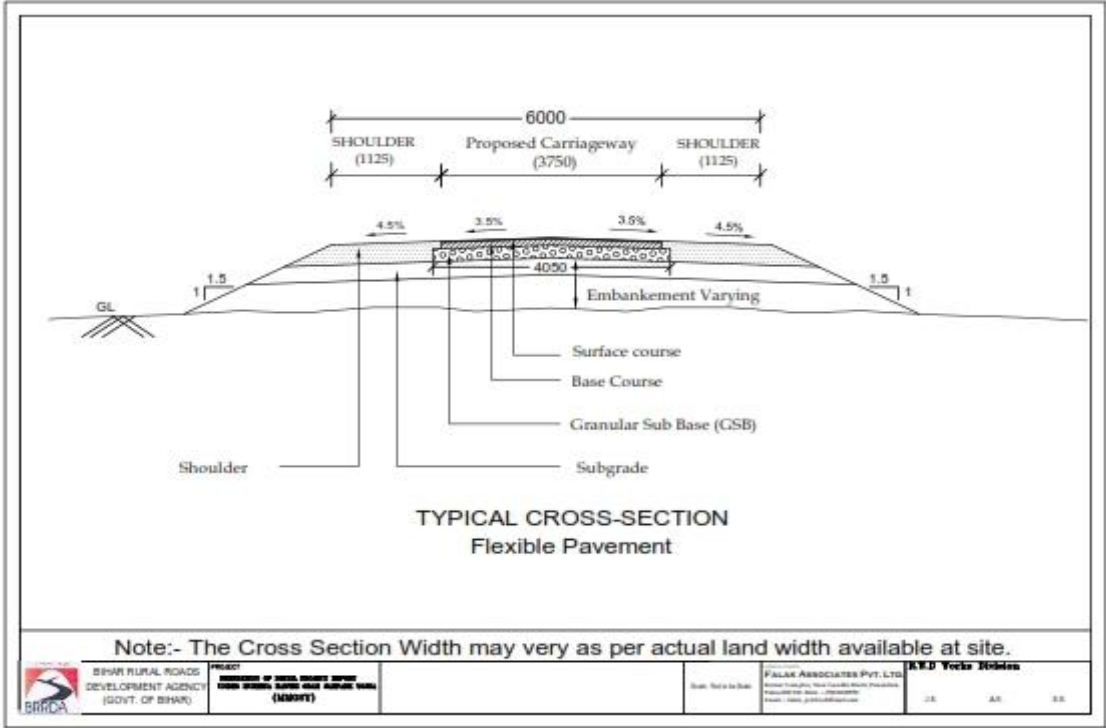 6000
SHOULDER
(1125)
Proposed Carriageway
(3750)
SHOULDER
(1125)
4.5%
3.5%
3.5%
4.5%
4050
1.5
1
1.5
1
GL
Embankement Varying
Surface course
Base Course
Granular Sub Base (GSB)
Shoulder
Subgrade
TYPICAL CROSS-SECTION
Flexible Pavement
Note:- The Cross Section Width may very as per actual land width available at site.
BRRDA
BIHAR RURAL ROADS
DEVELOPMENT AGENCY
(GOVT. OF BIHAR)
PROJECT
(MMGSY)
FALAK ASSOCIATES PVT. LTD.
R.W.D Works Division
J.E
A.E
E.E